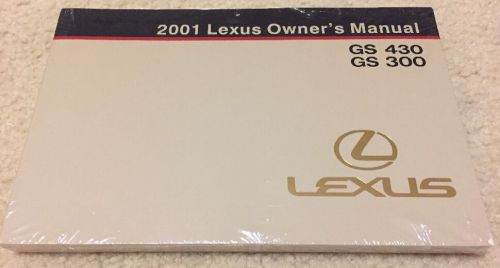 2001 Lexus Owner's Manual
GS 430
GS 300
LEXUS